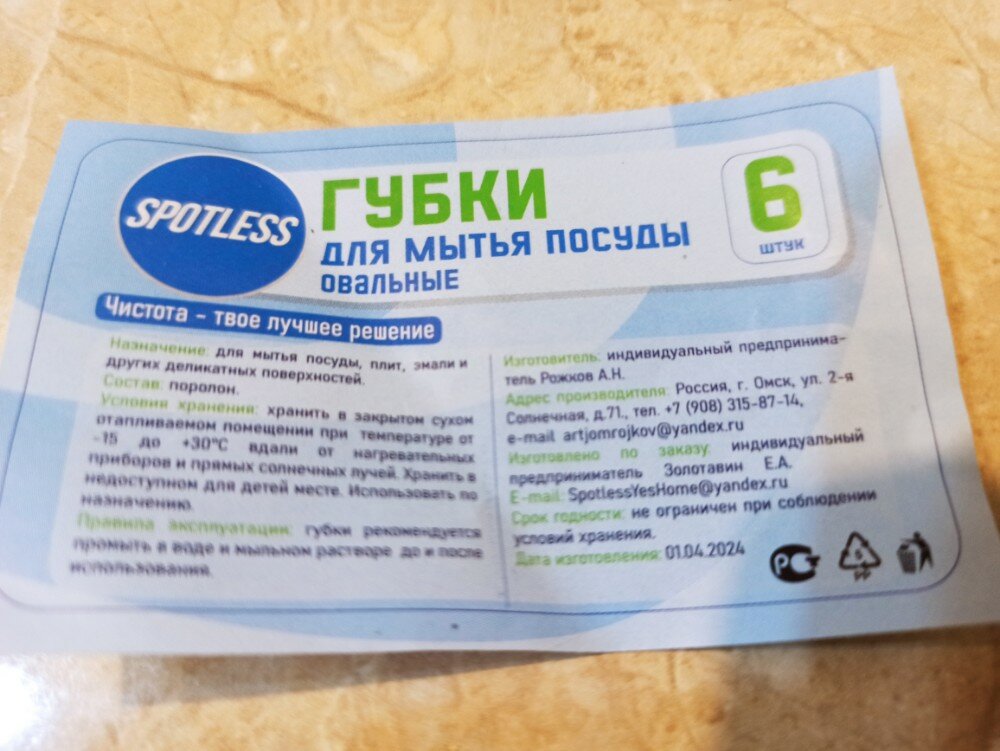 SPOTLESS
ГУБКИ
ДЛЯ МЫТЬЯ ПОСУДЫ
ОВАЛЬНЫЕ
6
ШТУК
Чистота - твое лучшее решение
Назначение: для мытья посуды, плит, эмали и
других деликатных поверхностей.
Состав: поролон.
Условия хранения: хранить в закрытом сухом
отапливаемом помещении при температуре от
-15 до +30°С вдали от нагревательных
приборов и прямых солнечных лучей. Хранить в
недоступном для детей месте. Использовать по
назначению.
Правила эксплуатации: губки рекомендуется
промыть в воде и мыльном растворе до и после
использования.
Изготовитель: индивидуальный предпринима-
тель Рожков А.Н.
Адрес производителя: Россия, г. Омск, ул. 2-я
Солнечная, д.71., тел. +7 (908) 315-87-14,
e-mail artjomrojkov@yandex.ru
Изготовлено по заказу: индивидуальный
предприниматель Золотавин Е.А.
E-mail: SpotlessYesHome@yandex.ru
Срок годности: не ограничен при соблюдении
условий хранения.
Дата изготовления: 01.04.2024
РСТ
5
PP